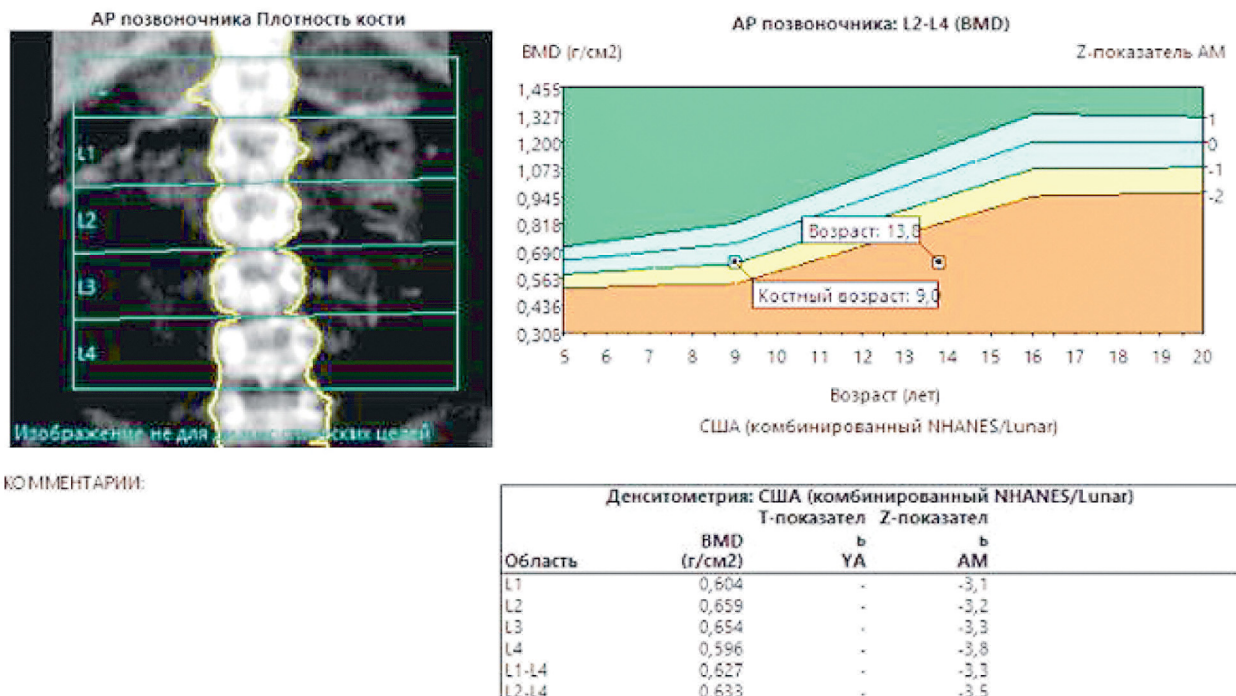 АР позвоночника Плотность кости
L1
L2
L3
L4
Изображение не для диагностических целей
АР позвоночника: L2-L4 (BMD)
BMD (г/см2) Z-показатель AM
1,455
1,327
1,200
1,073
0,945
0,818
0,690
0,563
0,436
0,308
1
0
-1
-2
Возраст: 13,8
Костный возраст: 9,0
5 6 7 8 9 10 11 12 13 14 15 16 17 18 19 20
Возраст (лет)
США (комбинированный NHANES/Lunar)
КОММЕНТАРИИ:
Денситометрия: США (комбинированный NHANES/Lunar)
Т-показател Z-показател
BMD ь ь
Область (г/см2) YA AM
L1 0,604 - -3,1
L2 0,659 - -3,2
L3 0,654 - -3,3
L4 0,596 - -3,8
L1-L4 0,627 - -3,3
L2-L4 0,633 - -3,5